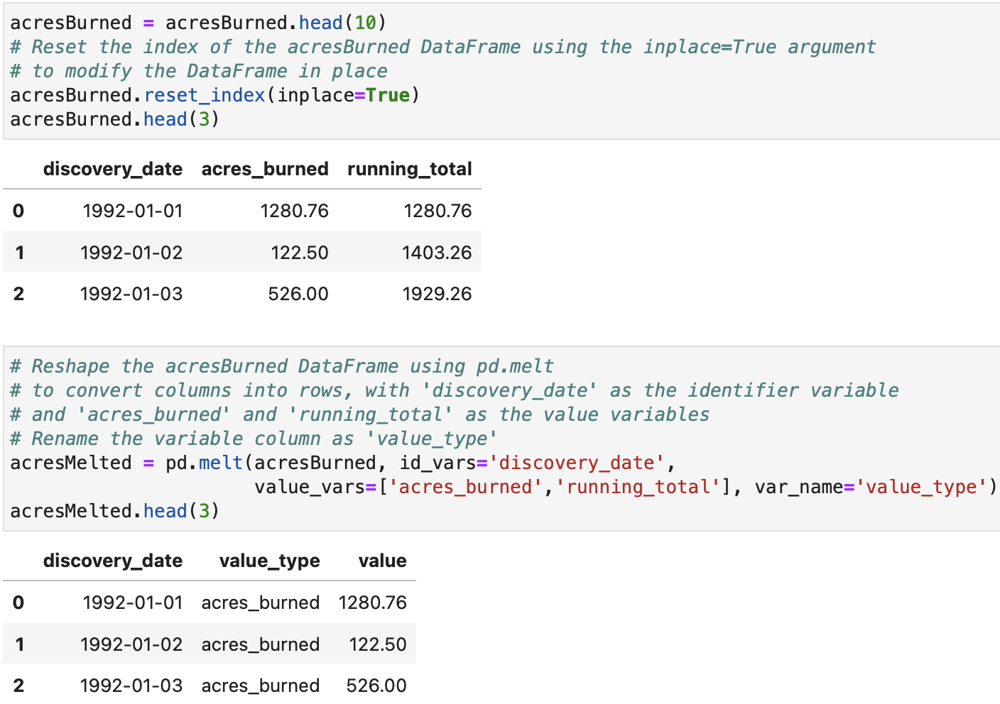 acresBurned = acresBurned.head(10)
# Reset the index of the acresBurned DataFrame using the inplace=True argument
# to modify the DataFrame in place
acresBurned.reset_index(inplace=True)
acresBurned.head(3)
discovery_date acres_burned running_total
0 1992-01-01 1280.76 1280.76
1 1992-01-02 122.50 1403.26
2 1992-01-03 526.00 1929.26
# Reshape the acresBurned DataFrame using pd.melt
# to convert columns into rows, with 'discovery_date' as the identifier variable
# and 'acres_burned' and 'running_total' as the value variables
# Rename the variable column as 'value_type'
acresMelted = pd.melt(acresBurned, id_vars='discovery_date',
value_vars=['acres_burned','running_total'], var_name='value_type')
acresMelted.head(3)
discovery_date value_type value
0 1992-01-01 acres_burned 1280.76
1 1992-01-02 acres_burned 122.50
2 1992-01-03 acres_burned 526.00